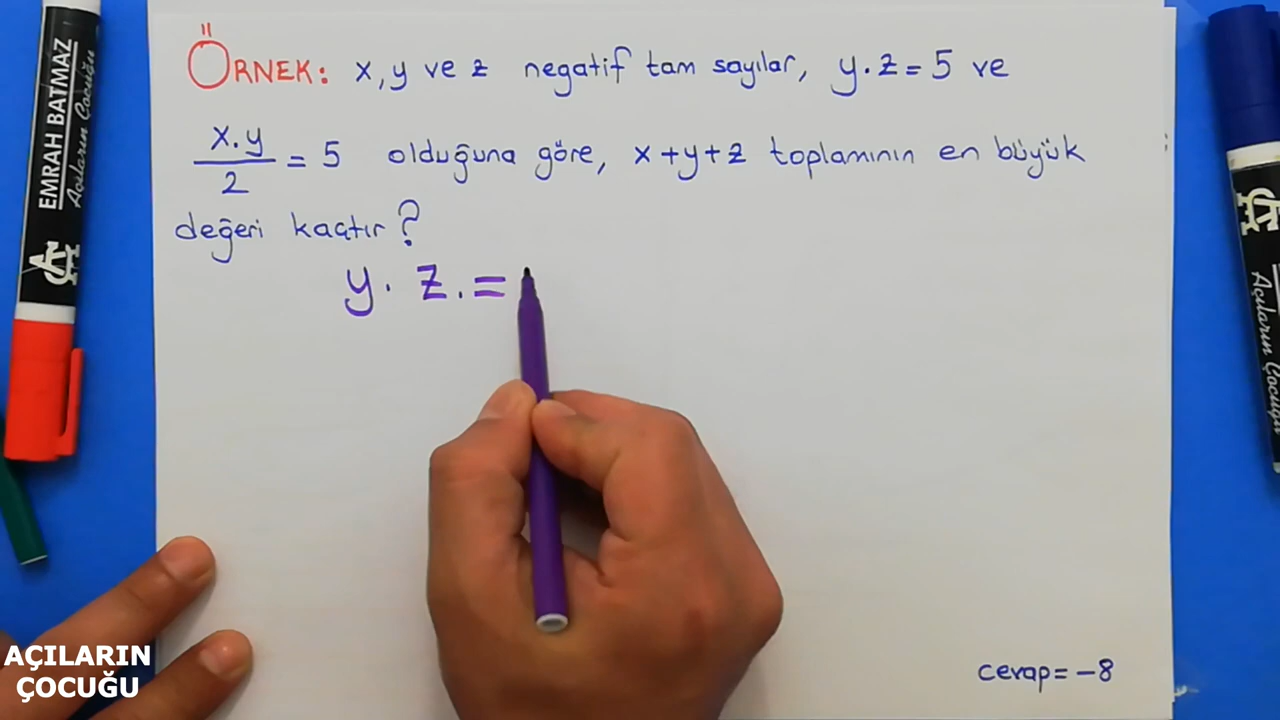 ÖRNEK: x, y ve z negatif tam sayılar, y.z = 5 ve
x.y
—— = 5 olduğuna göre, x+y+z toplamının en büyük
2
değeri kaçtır?
y. z. =
cevap = -8
EMRAH BATMAZ
Açıların Çocuğu
Açıların Çocuğu
AÇILARIN
ÇOCUĞU